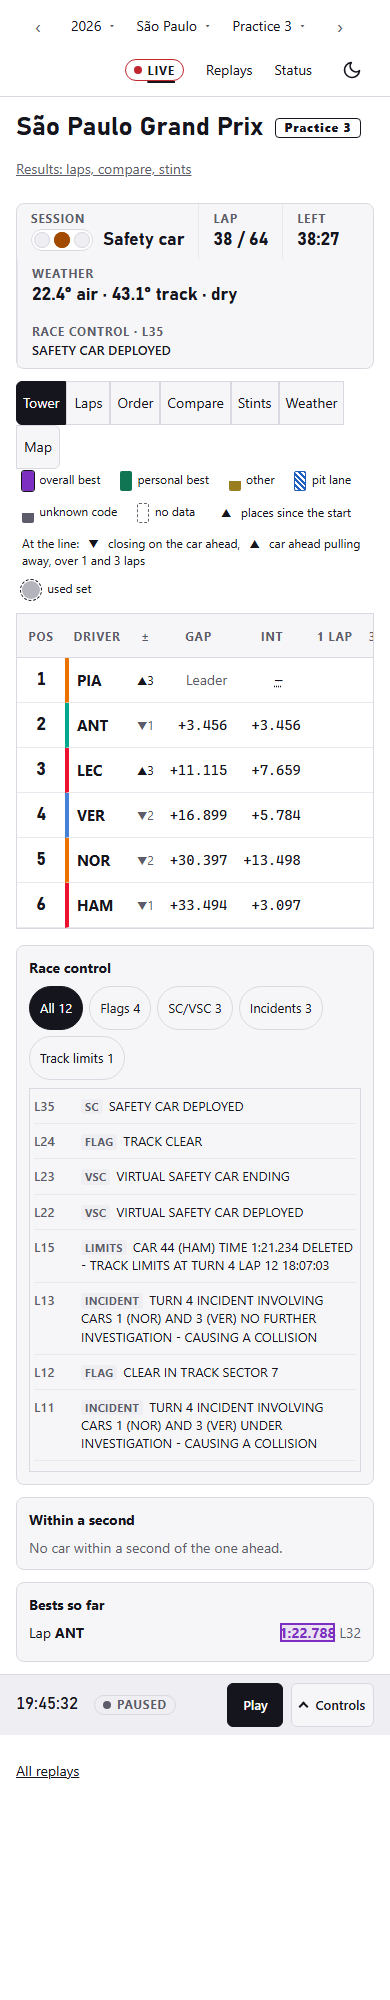 ‹ 2026 São Paulo Practice 3 ›
LIVE Replays Status
São Paulo Grand Prix Practice 3
Results: laps, compare, stints
SESSION LAP LEFT
Safety car 38 / 64 38:27
WEATHER
22.4° air · 43.1° track · dry
RACE CONTROL · L35
SAFETY CAR DEPLOYED
Tower Laps Order Compare Stints Weather
Map
overall best personal best other pit lane
unknown code no data ▲ places since the start
At the line: ▼ closing on the car ahead, ▲ car ahead pulling
away, over 1 and 3 laps
used set
POS DRIVER ± GAP INT 1 LAP 3
1 PIA ▲3 Leader –
2 ANT ▼1 +3.456 +3.456
3 LEC ▲3 +11.115 +7.659
4 VER ▼2 +16.899 +5.784
5 NOR ▼2 +30.397 +13.498
6 HAM ▼1 +33.494 +3.097
Race control
All 12 Flags 4 SC/VSC 3 Incidents 3
Track limits 1
L35 SC SAFETY CAR DEPLOYED
L24 FLAG TRACK CLEAR
L23 VSC VIRTUAL SAFETY CAR ENDING
L22 VSC VIRTUAL SAFETY CAR DEPLOYED
L15 LIMITS CAR 44 (HAM) TIME 1:21.234 DELETED
- TRACK LIMITS AT TURN 4 LAP 12 18:07:03
L13 INCIDENT TURN 4 INCIDENT INVOLVING
CARS 1 (NOR) AND 3 (VER) NO FURTHER
INVESTIGATION - CAUSING A COLLISION
L12 FLAG CLEAR IN TRACK SECTOR 7
L11 INCIDENT TURN 4 INCIDENT INVOLVING
CARS 1 (NOR) AND 3 (VER) UNDER
INVESTIGATION - CAUSING A COLLISION
Within a second
No car within a second of the one ahead.
Bests so far
Lap ANT 1:22.788 L32
19:45:32 PAUSED Play Controls
All replays